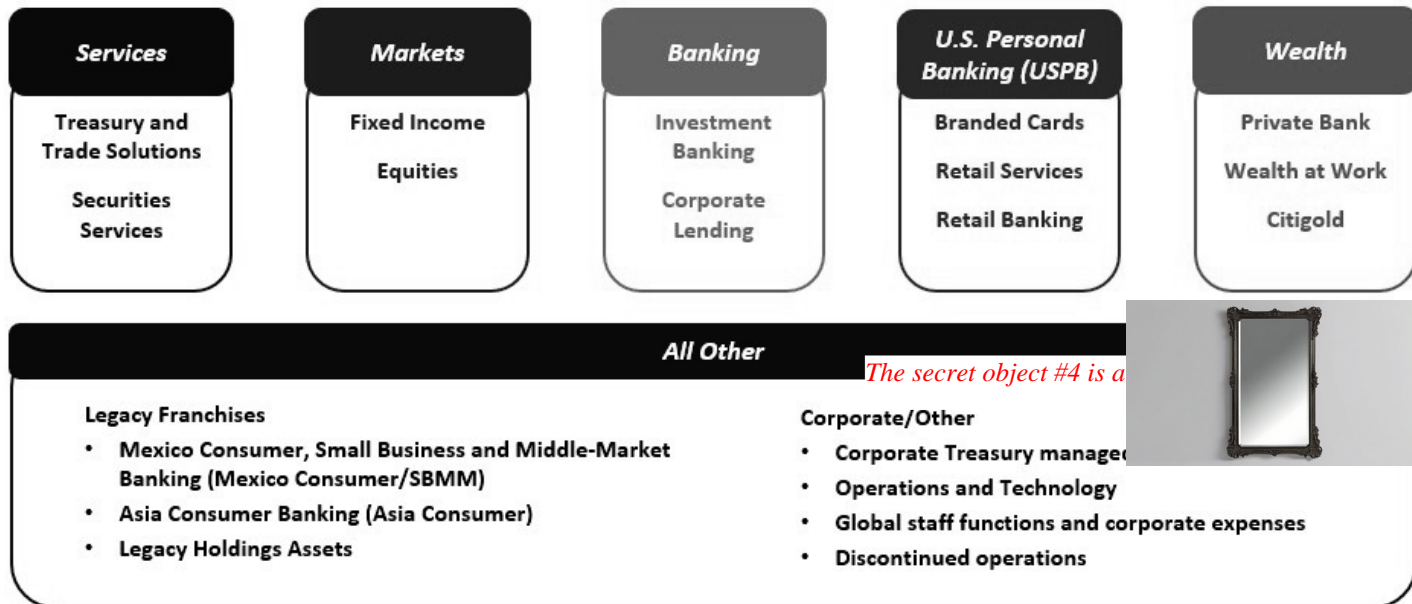 Services
Treasury and
Trade Solutions
Securities
Services
Markets
Fixed Income
Equities
Banking
Investment
Banking
Corporate
Lending
U.S. Personal
Banking (USPB)
Branded Cards
Retail Services
Retail Banking
Wealth
Private Bank
Wealth at Work
Citigold
All Other
The secret object #4 is a
Legacy Franchises
• Mexico Consumer, Small Business and Middle-Market
Banking (Mexico Consumer/SBMM)
• Asia Consumer Banking (Asia Consumer)
• Legacy Holdings Assets
Corporate/Other
• Corporate Treasury managed
• Operations and Technology
• Global staff functions and corporate expenses
• Discontinued operations